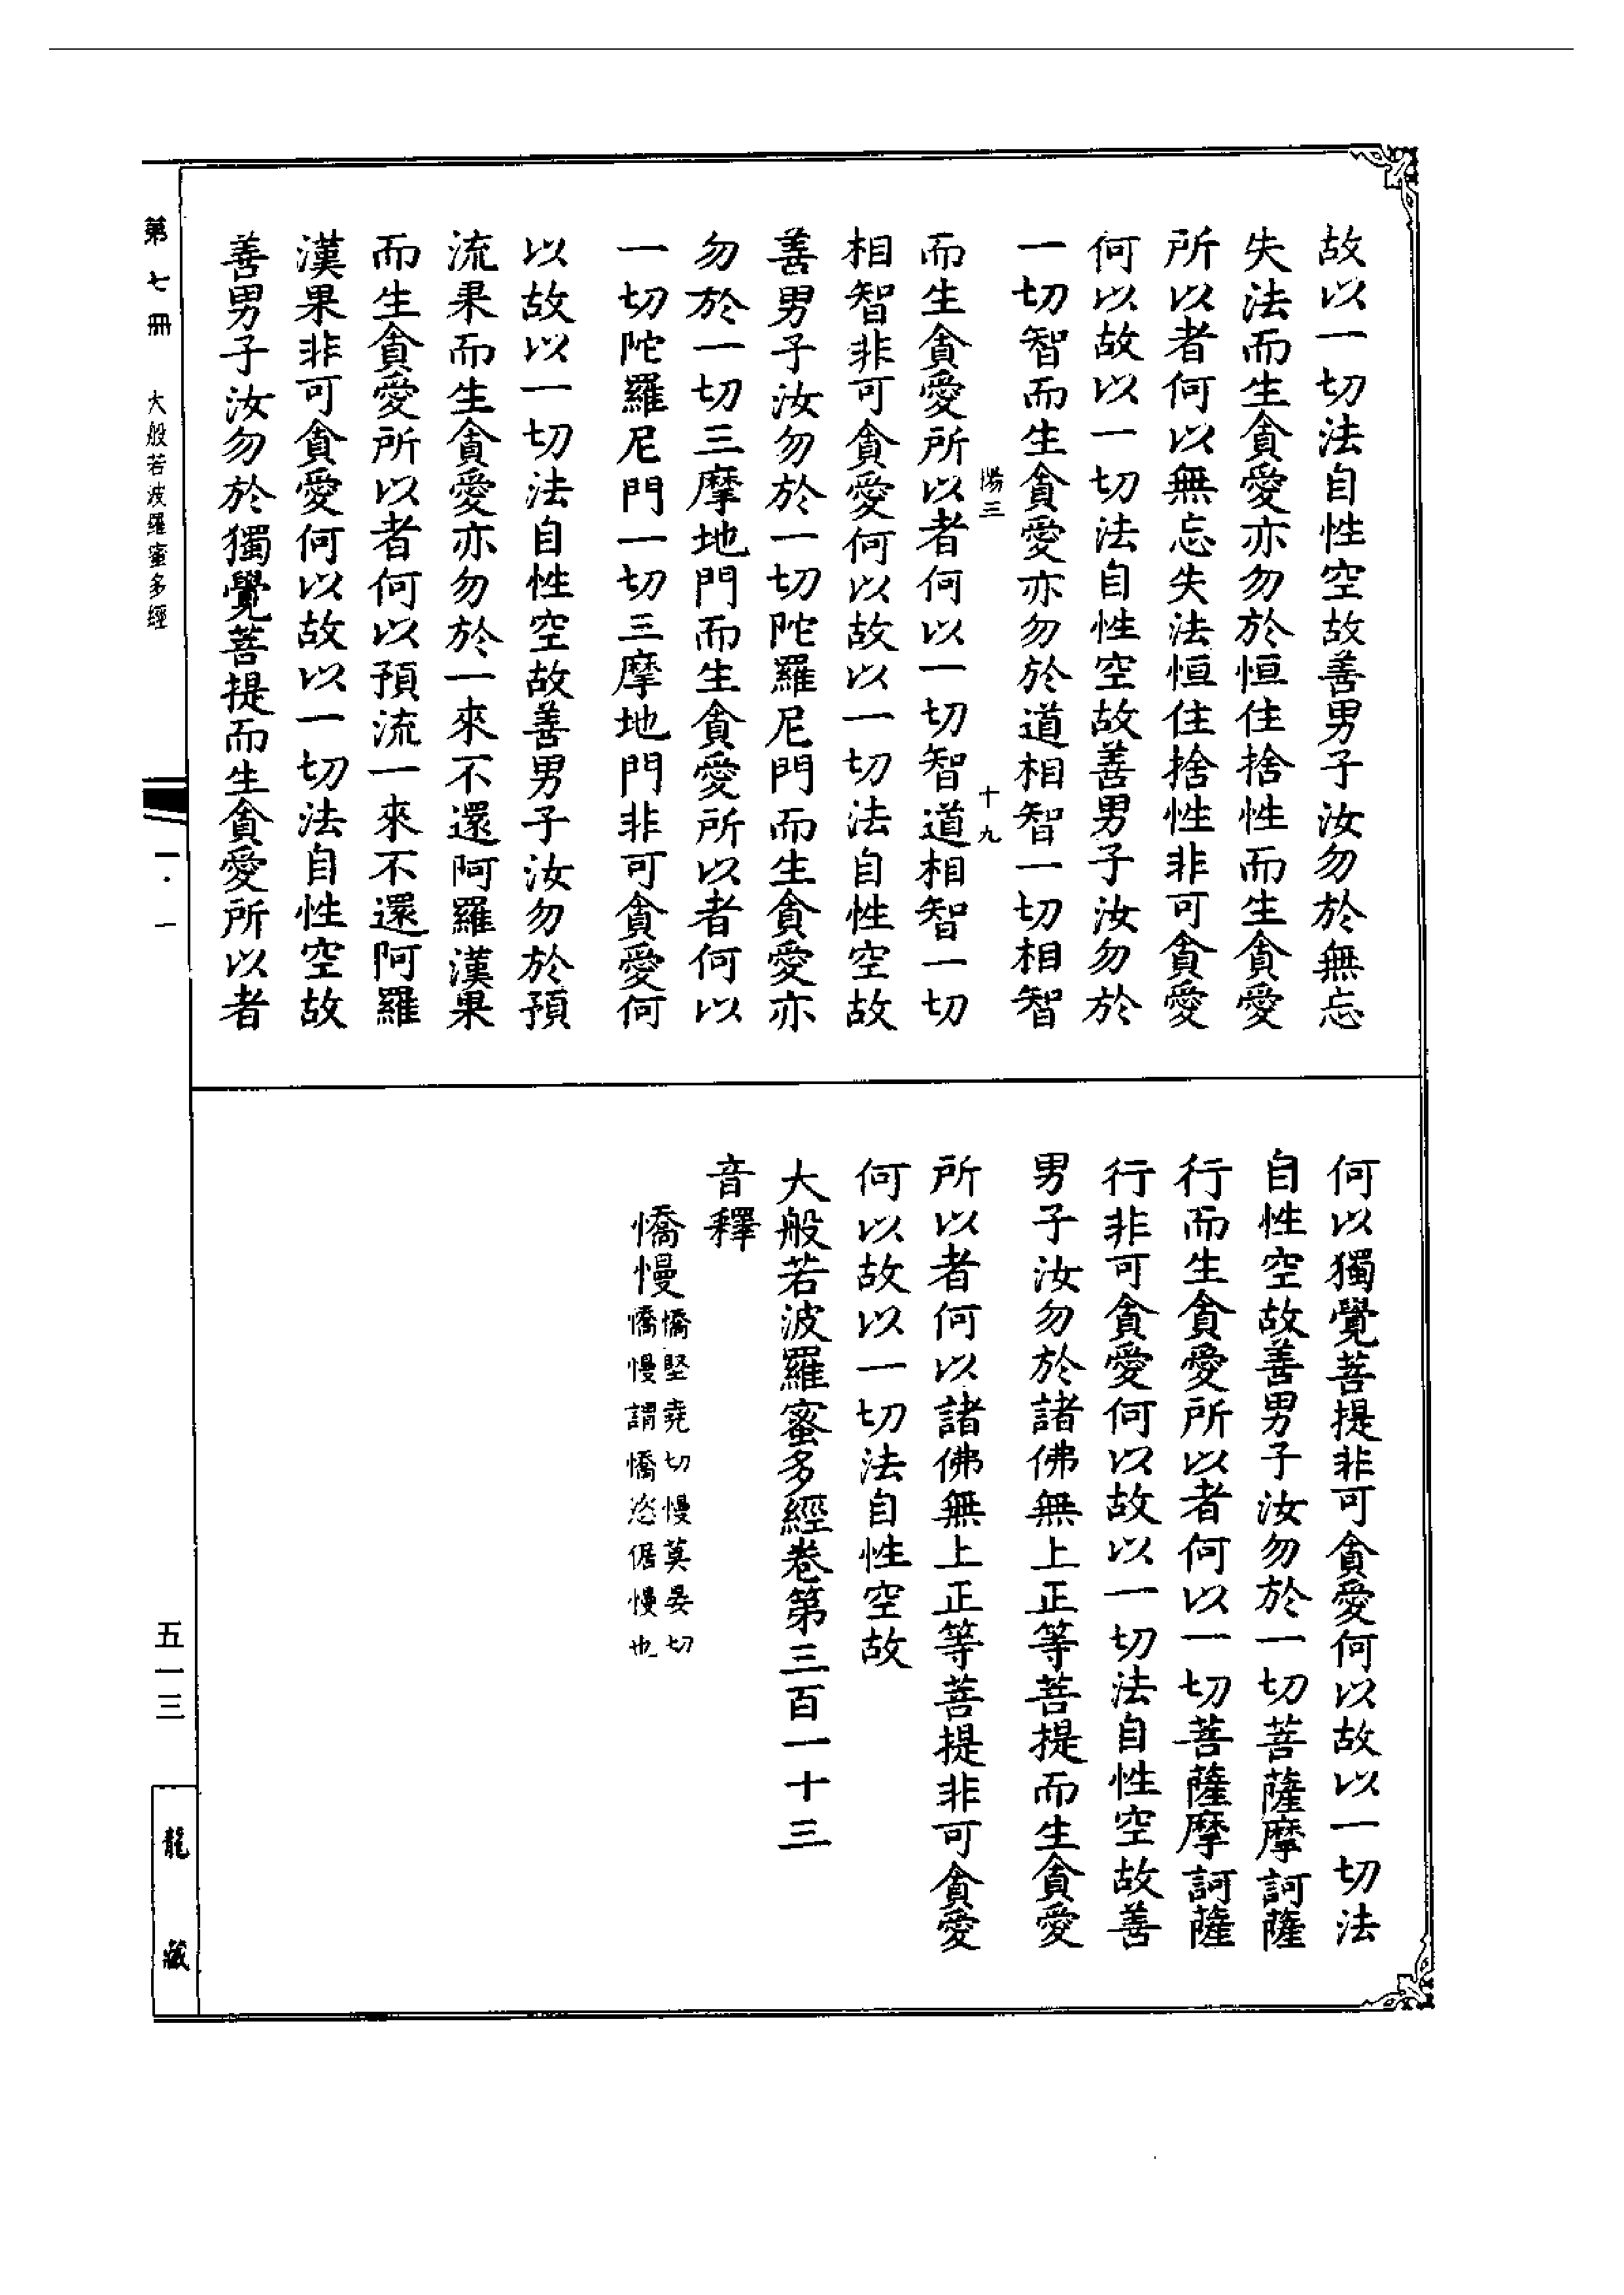 故以一切法自性空故善男子汝勿於無忘
失法而生貪愛亦勿於恒住捨性而生貪愛
所以者何以無忘失法恒住捨性非可貪愛
何以故以一切法自性空故善男子汝勿於
一切智而生貪愛亦勿於道相智一切相智
十九
而生貪愛所以者何以一切智道相智一切
相智非可貪愛何以故以一切法自性空故
善男子汝勿於一切陀羅尼門而生貪愛亦
勿於一切三摩地門而生貪愛所以者何以
一切陀羅尼門一切三摩地門非可貪愛何
以故以一切法自性空故善男子汝勿於預
流果而生貪愛亦勿於一來不還阿羅漢果
而生貪愛所以者何以預流一來不還阿羅
漢果非可貪愛何以故以一切法自性空故
善男子汝勿於獨覺菩提而生貪愛所以者
何以獨覺菩提非可貪愛何以故以一切法
自性空故善男子汝勿於一切菩薩摩訶薩
行而生貪愛所以者何以一切菩薩摩訶薩
行非可貪愛何以故以一切法自性空故善
男子汝勿於諸佛無上正等菩提而生貪愛
所以者何以諸佛無上正等菩提非可貪愛
何以故以一切法自性空故
大般若波羅蜜多經卷第三百一十三
音釋
憍慢
憍堅堯切慢莫晏切
憍慢謂憍恣倨慢也
第七冊 大般若波羅蜜多經
一·一
五一三
龍藏